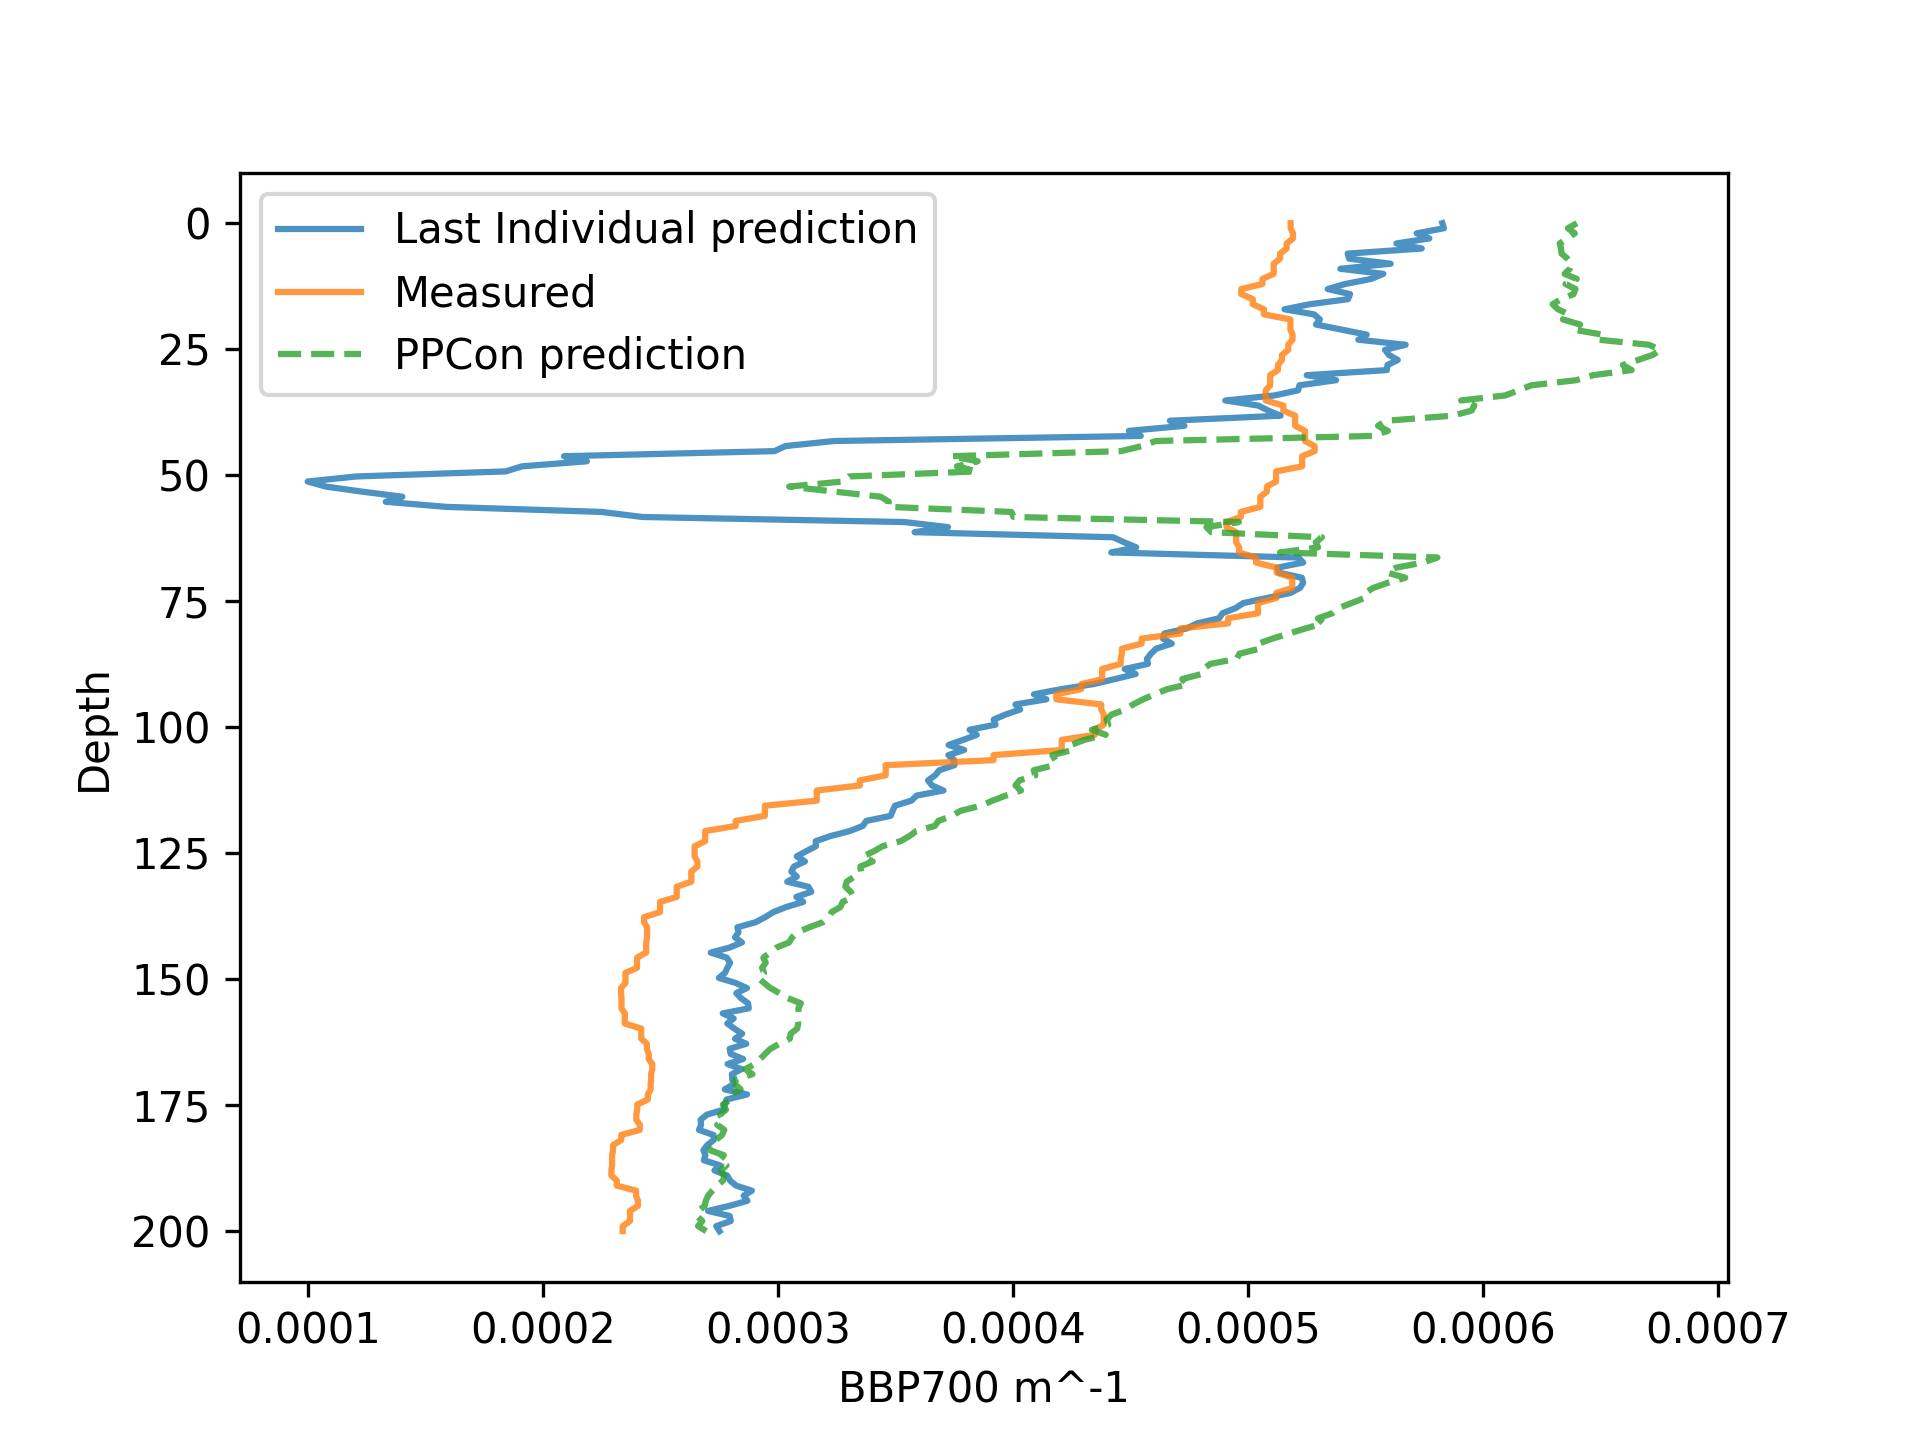 Last Individual prediction
Measured
PPCon prediction
0
25
50
75
100
125
150
175
200
Depth
0.0001 0.0002 0.0003 0.0004 0.0005 0.0006 0.0007
BBP700 m^-1